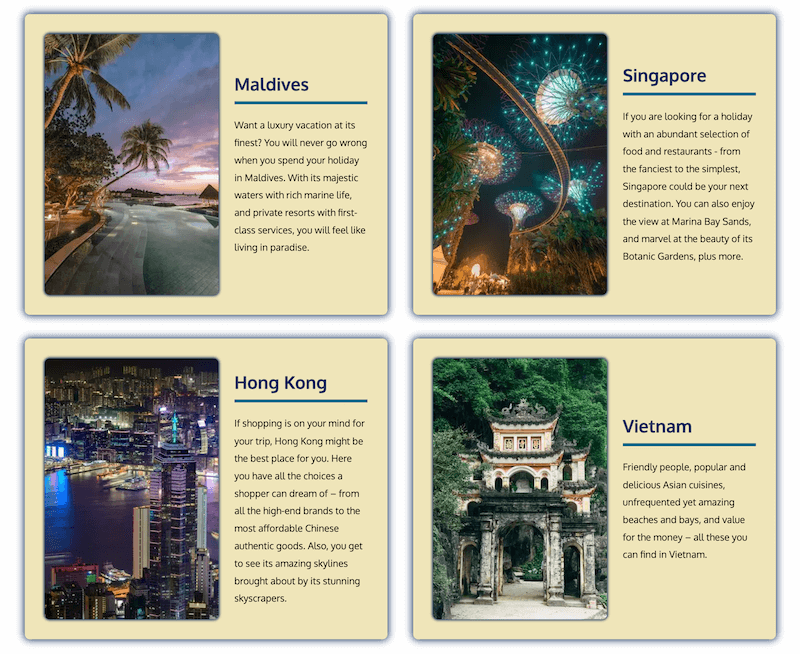 Maldives
Want a luxury vacation at its
finest? You will never go wrong
when you spend your holiday
in Maldives. With its majestic
waters with rich marine life,
and private resorts with first-
class services, you will feel like
living in paradise.
Singapore
If you are looking for a holiday
with an abundant selection of
food and restaurants - from
the fanciest to the simplest,
Singapore could be your next
destination. You can also enjoy
the view at Marina Bay Sands,
and marvel at the beauty of its
Botanic Gardens, plus more.
Hong Kong
If shopping is on your mind for
your trip, Hong Kong might be
the best place for you. Here
you have all the choices a
shopper can dream of – from
all the high-end brands to the
most affordable Chinese
authentic goods. Also, you get
to see its amazing skylines
brought about by its stunning
skyscrapers.
Vietnam
Friendly people, popular and
delicious Asian cuisines,
unfrequented yet amazing
beaches and bays, and value
for the money – all these you
can find in Vietnam.